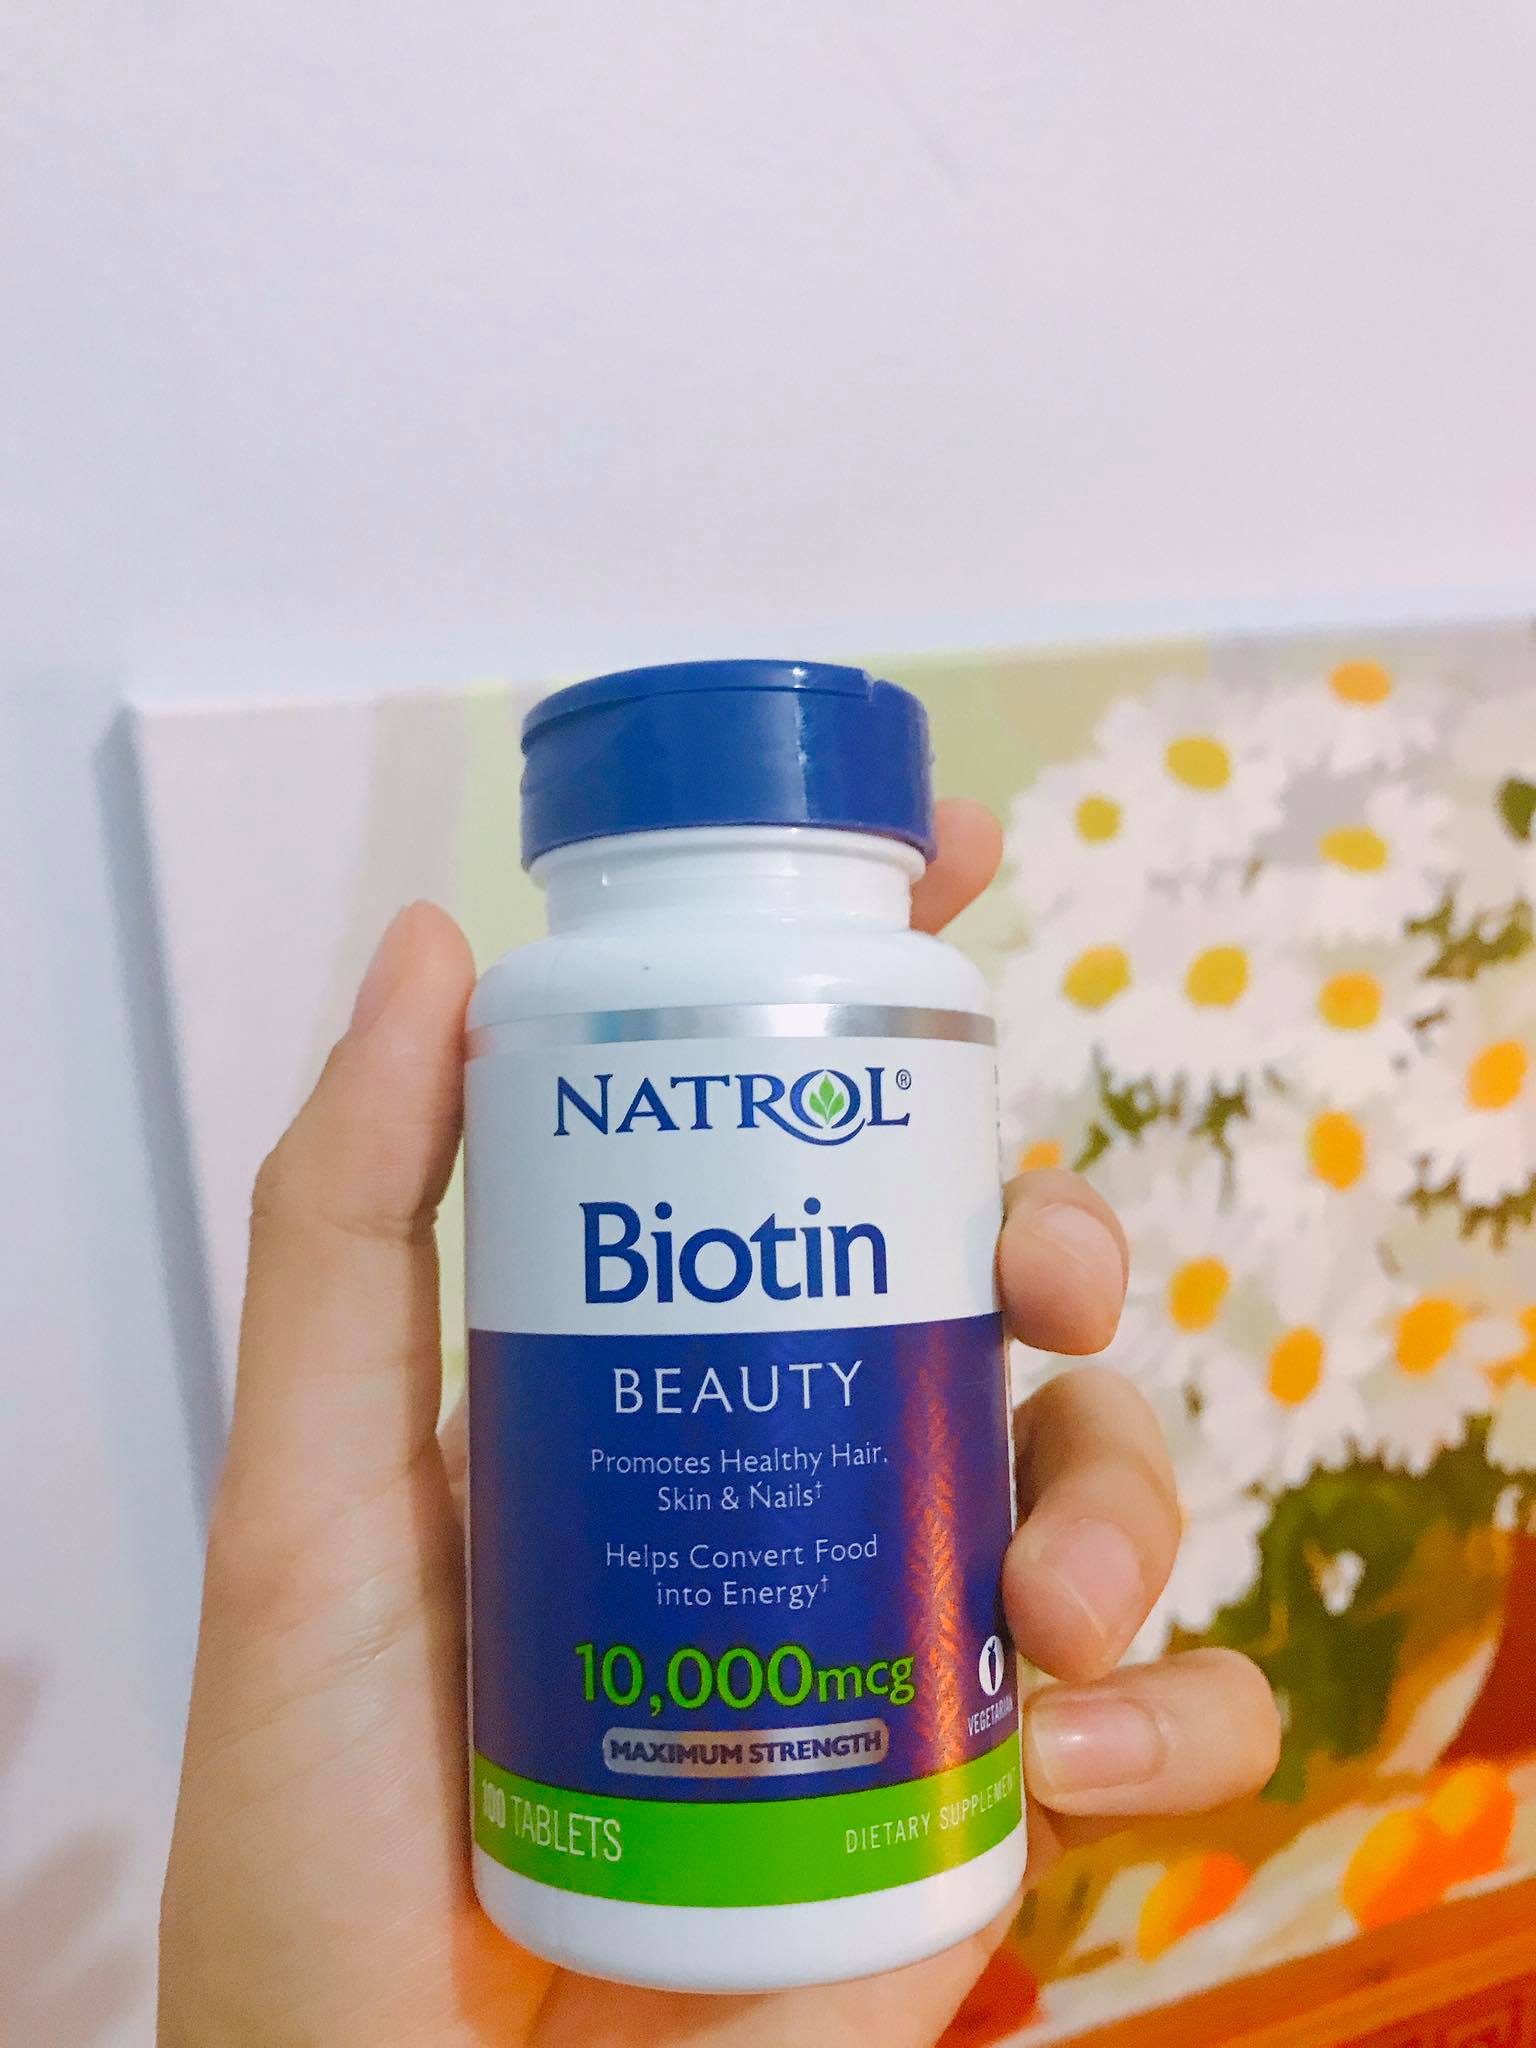 NATROL®
Biotin
BEAUTY
Promotes Healthy Hair,
Skin & Nails†
Helps Convert Food
into Energy†
10,000mcg
MAXIMUM STRENGTH
VEGETARIAN
100 TABLETS
DIETARY SUPPLEMENT